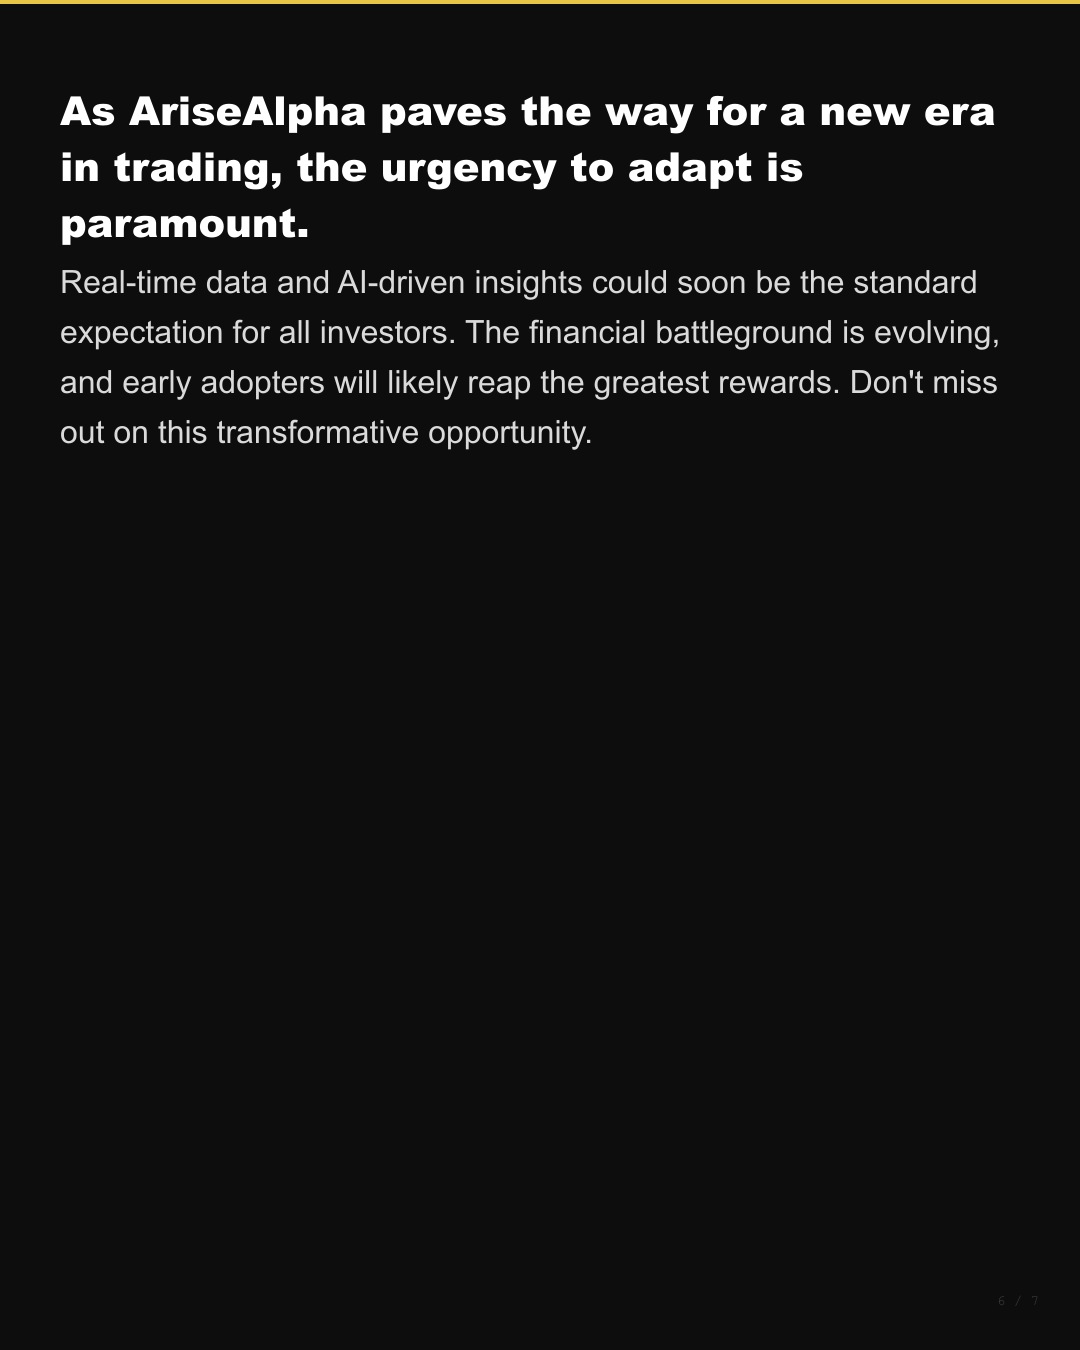 As AriseAlpha paves the way for a new era
in trading, the urgency to adapt is
paramount.
Real-time data and AI-driven insights could soon be the standard
expectation for all investors. The financial battleground is evolving,
and early adopters will likely reap the greatest rewards. Don't miss
out on this transformative opportunity.
6 / 7